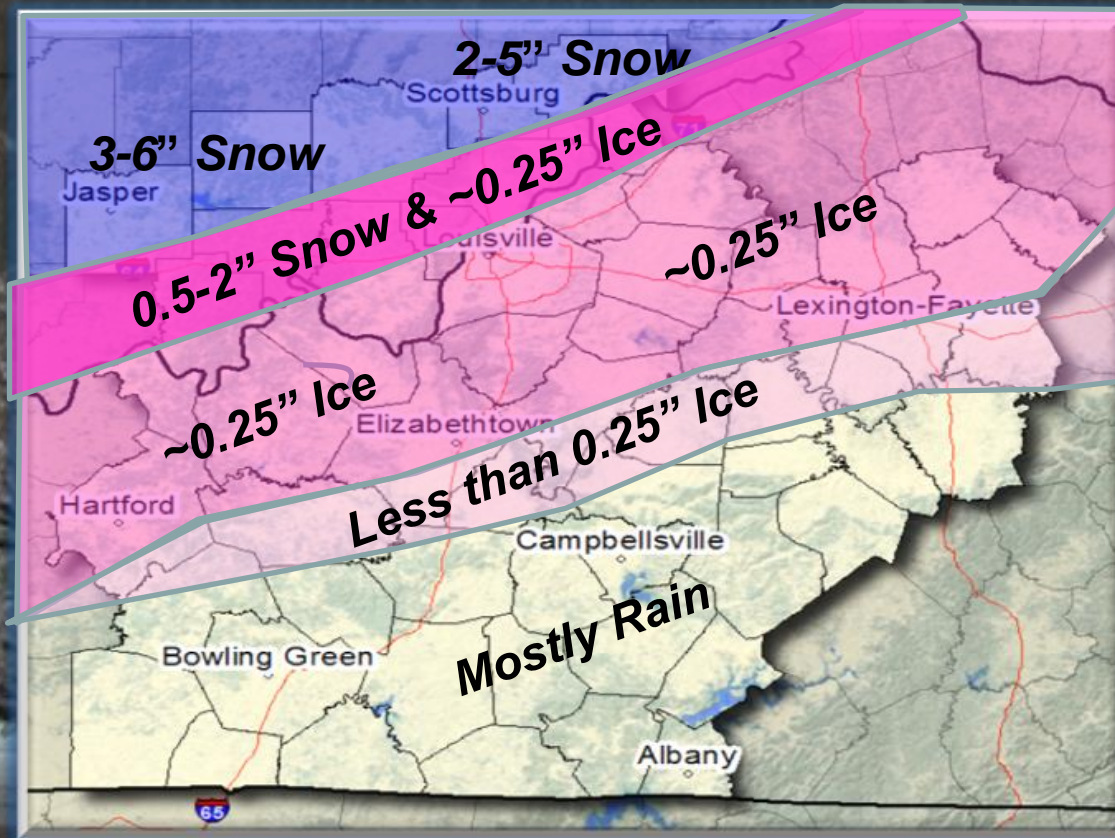 2-5” Snow
Scottsburg
71
3-6” Snow
Jasper
0.5-2” Snow & ~0.25” Ice
Louisville
~0.25” Ice
64
Lexington-Fayette
~0.25” Ice
Elizabethtown
Less than 0.25” Ice
Hartford
Campbellsville
Mostly Rain
Bowling Green
Albany
65